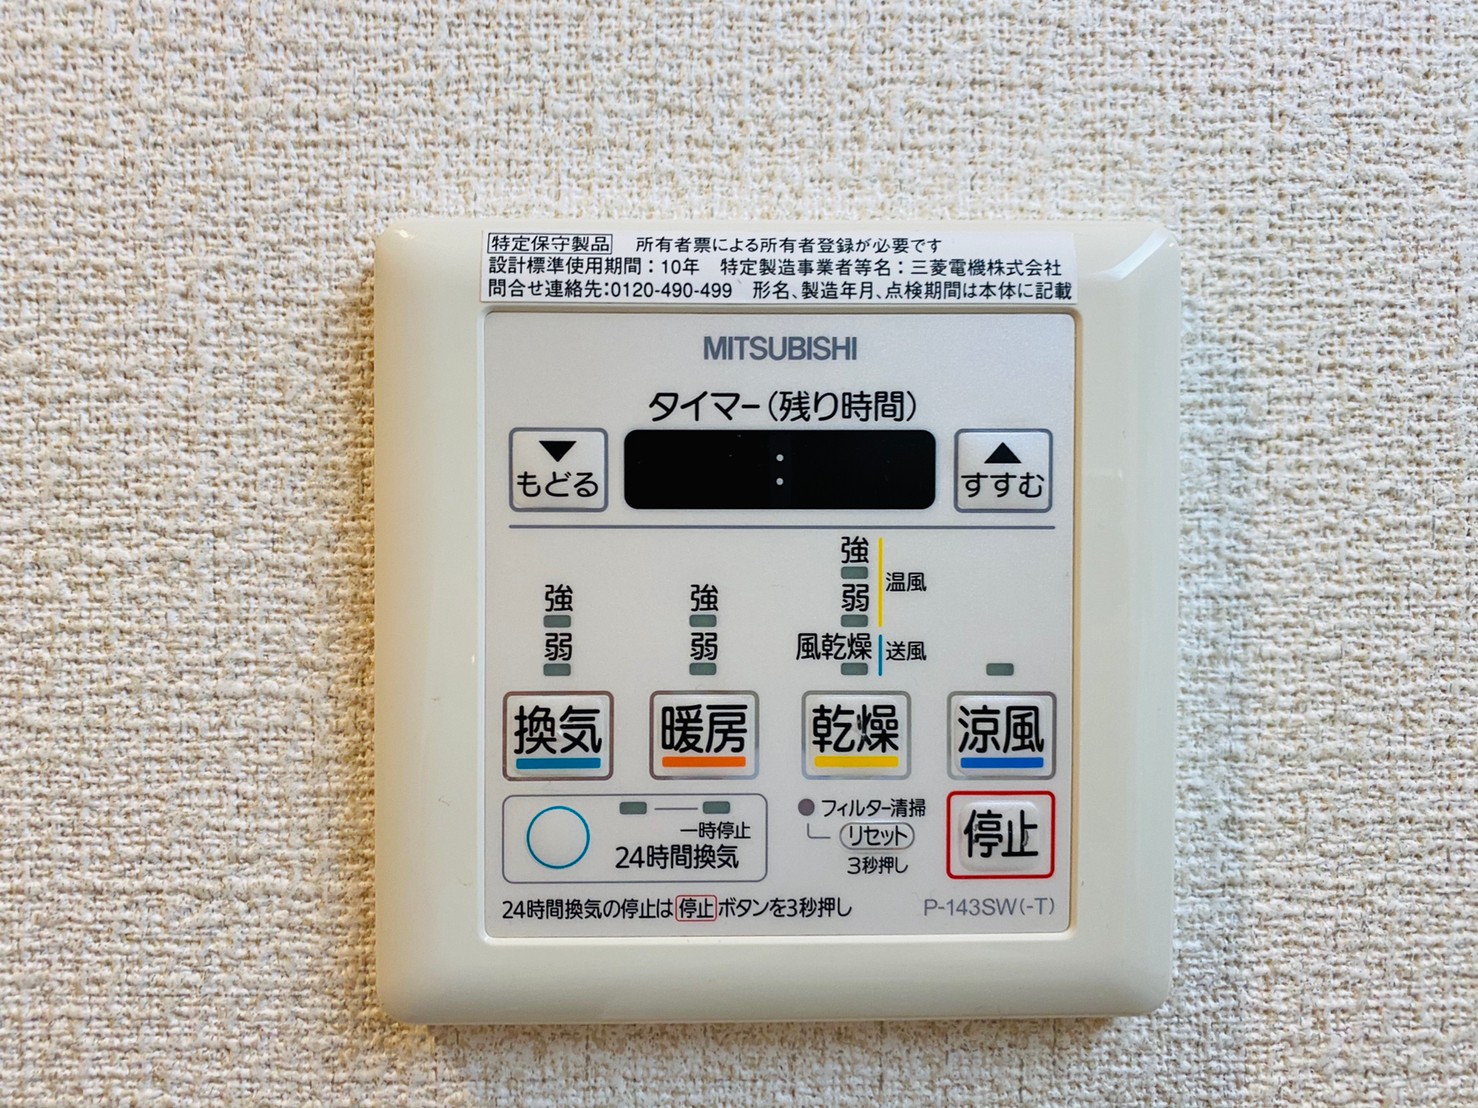 特定保守製品 所有者票による所有者登録が必要です
設計標準使用期間：10年 特定製造事業者等名：三菱電機株式会社
問合せ連絡先:0120-490-499 形名、製造年月、点検期間は本体に記載
MITSUBISHI
タイマー(残り時間)
▼
もどる
:
▲
すすむ
強
弱
強
弱
強
弱
温風
風乾燥
送風
換気
暖房
乾燥
涼風
一時停止
24時間換気
フィルター清掃
リセット
3秒押し
停止
24時間換気の停止は停止ボタンを3秒押し
P-143SW(-T)